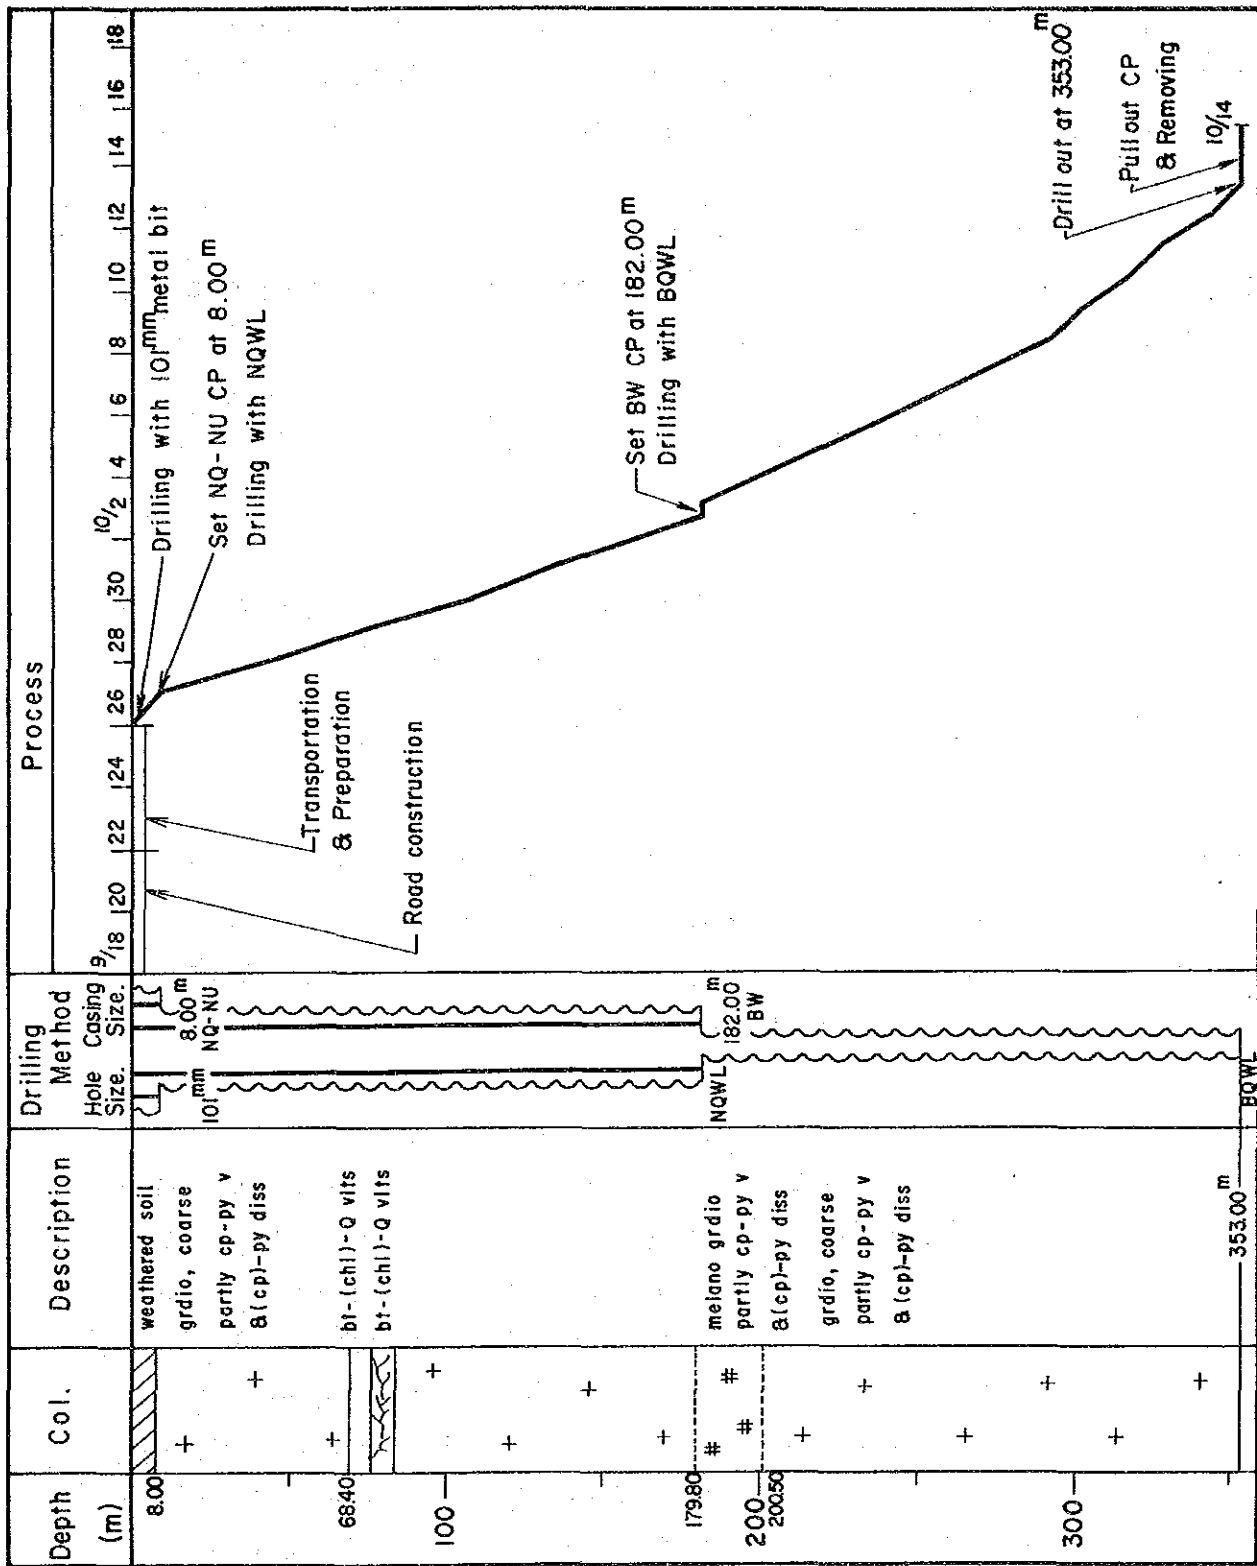 Depth
(m)
Col.
Description
Drilling
Method
Hole Casing
Size. Size.
Process
9/18 20 22 24 26 28 30 10/2 4 6 8 10 12 14 16 18
8.00
68.40
100
179.80
200
200.50
300
weathered soil
grdio, coarse
partly cp-py v
&(cp)-py diss
bt-(chl)-Q vlts
bt-(chl)-Q vlts
melano grdio
partly cp-py v
&(cp)-py diss
grdio, coarse
partly cp-py v
&(cp)-py diss
353.00m
101mm
8.00m
NQ-NU
NQWL
182.00m
BW
BQWL
Road construction
Transportation
& Preparation
Drilling with 101mm metal bit
Set NQ-NU CP at 8.00m
Drilling with NQWL
Set BW CP at 182.00m
Drilling with BQWL
Drill out at 353.00m
Pull out CP
& Removing
10/14